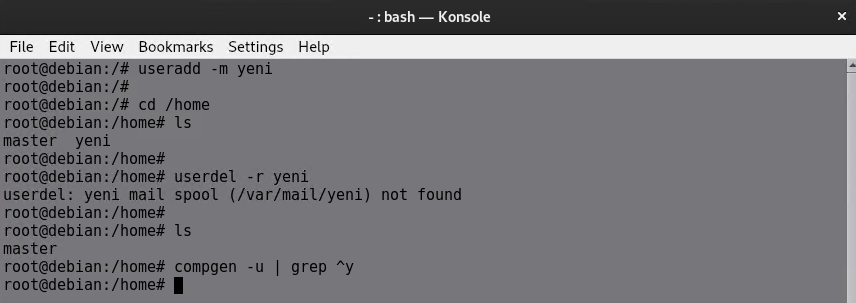 - : bash — Konsole
File Edit View Bookmarks Settings Help
root@debian:/# useradd -m yeni
root@debian:/#
root@debian:/# cd /home
root@debian:/home# ls
master  yeni
root@debian:/home#
root@debian:/home# userdel -r yeni
userdel: yeni mail spool (/var/mail/yeni) not found
root@debian:/home#
root@debian:/home# ls
master
root@debian:/home# compgen -u | grep ^y
root@debian:/home#